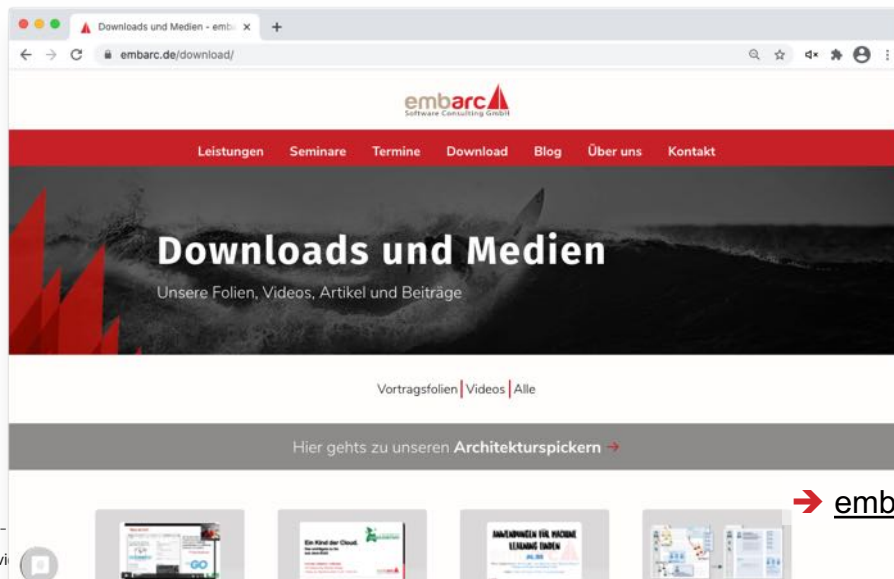 Downloads und Medien - emb
embarc.de/download/
embarc
Software Consulting GmbH
Leistungen Seminare Termine Download Blog Über uns Kontakt
Downloads und Medien
Unsere Folien, Videos, Artikel und Beiträge
Vortragsfolien | Videos | Alle
Hier gehts zu unseren Architekturspickern →
➔ emb
Ein Kind der Cloud.
ANWENDUNGEN FÜR MACHINE
LEARNING FINDEN
GO